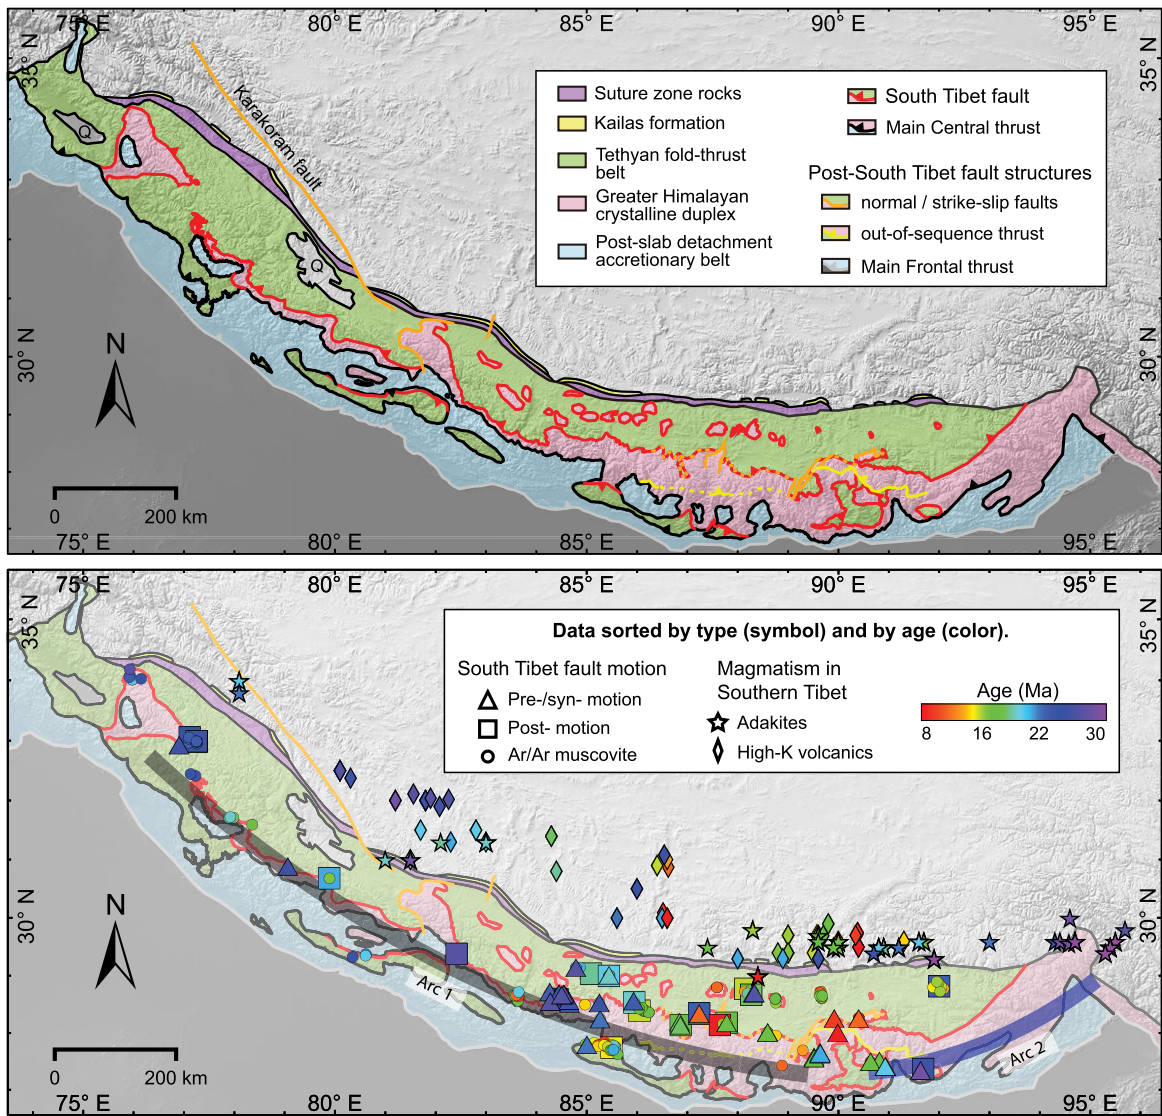 75° E
80° E
85° E
90° E
95° E
35° N
35° N
Karakoram fault
Q
Q
Suture zone rocks
Kailas formation
Tethyan fold-thrust
belt
Greater Himalayan
crystalline duplex
Post-slab detachment
accretionary belt
South Tibet fault
Main Central thrust
Post-South Tibet fault structures
normal / strike-slip faults
out-of-sequence thrust
Main Frontal thrust
30° N
30° N
N
0
200 km
75° E
80° E
85° E
90° E
95° E
75° E
80° E
85° E
90° E
95° E
35° N
35° N
Data sorted by type (symbol) and by age (color).
South Tibet fault motion
Pre-/syn- motion
Post- motion
Ar/Ar muscovite
Magmatism in
Southern Tibet
Adakites
High-K volcanics
Age (Ma)
8
16
22
30
30° N
30° N
N
Arc 1
Arc 2
0
200 km
75° E
80° E
85° E
90° E
95° E